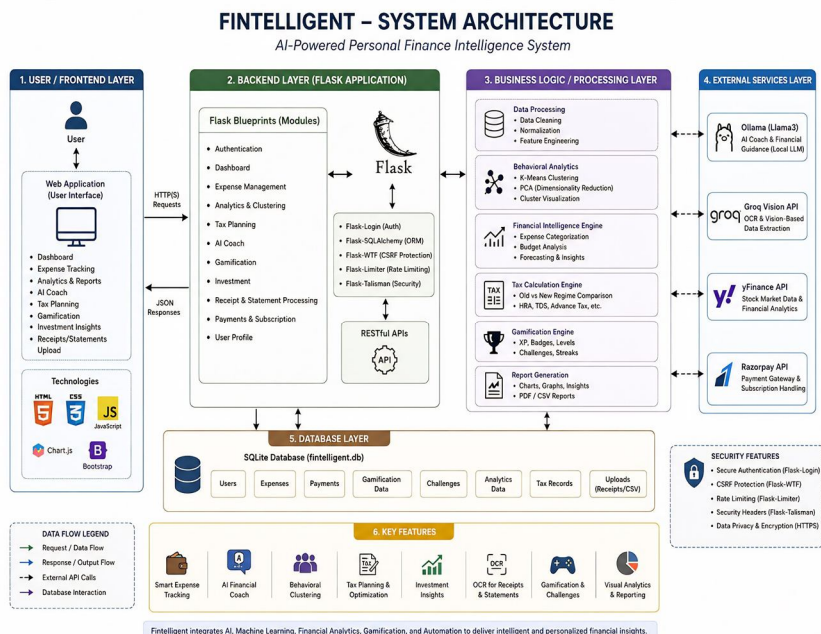 FINTELLIGENT – SYSTEM ARCHITECTURE
AI-Powered Personal Finance Intelligence System
1. USER / FRONTEND LAYER
User
Web Application
(User Interface)
• Dashboard
• Expense Tracking
• Analytics & Reports
• AI Coach
• Tax Planning
• Gamification
• Investment Insights
• Receipts/Statements
Upload
Technologies
HTML
5
CSS
3
JS
JavaScript
Chart.js
B
Bootstrap
HTTP(S)
Requests
JSON
Responses
2. BACKEND LAYER (FLASK APPLICATION)
Flask Blueprints (Modules)
• Authentication
• Dashboard
• Expense Management
• Analytics & Clustering
• Tax Planning
• AI Coach
• Gamification
• Investment
• Receipt & Statement Processing
• Payments & Subscription
• User Profile
Flask
• Flask-Login (Auth)
• Flask-SQLAlchemy (ORM)
• Flask-WTF (CSRF Protection)
• Flask-Limiter (Rate Limiting)
• Flask-Talisman (Security)
RESTful APIs
API
3. BUSINESS LOGIC / PROCESSING LAYER
Data Processing
• Data Cleaning
• Normalization
• Feature Engineering
Behavioral Analytics
• K-Means Clustering
• PCA (Dimensionality Reduction)
• Cluster Visualization
Financial Intelligence Engine
• Expense Categorization
• Budget Analysis
• Forecasting & Insights
TAX
Tax Calculation Engine
• Old vs New Regime Comparison
• HRA, TDS, Advance Tax, etc.
Gamification Engine
• XP, Badges, Levels
• Challenges, Streaks
Report Generation
• Charts, Graphs, Insights
• PDF / CSV Reports
4. EXTERNAL SERVICES LAYER
Ollama (Llama3)
AI Coach & Financial
Guidance (Local LLM)
groq
Groq Vision API
OCR & Vision-Based
Data Extraction
y!
yFinance API
Stock Market Data &
Financial Analytics
Razorpay API
Payment Gateway &
Subscription Handling
5. DATABASE LAYER
SQLite Database (fintelligent.db)
Users
Expenses
Payments
Gamification
Data
Challenges
Analytics
Data
Tax Records
Uploads
(Receipts/CSV)
SECURITY FEATURES
• Secure Authentication (Flask-Login)
• CSRF Protection (Flask-WTF)
• Rate Limiting (Flask-Limiter)
• Security Headers (Flask-Talisman)
• Data Privacy & Encryption (HTTPS)
DATA FLOW LEGEND
Request / Data Flow
Response / Output Flow
External API Calls
Database Interaction
6. KEY FEATURES
Smart Expense
Tracking
AI Financial
Coach
Behavioral
Clustering
Tax
Tax Planning &
Optimization
Investment
Insights
OCR
OCR for Receipts
& Statements
Gamification &
Challenges
Visual Analytics
& Reporting
Fintelligent integrates AI, Machine Learning, Financial Analytics, Gamification, and Automation to deliver intelligent and personalized financial insights.